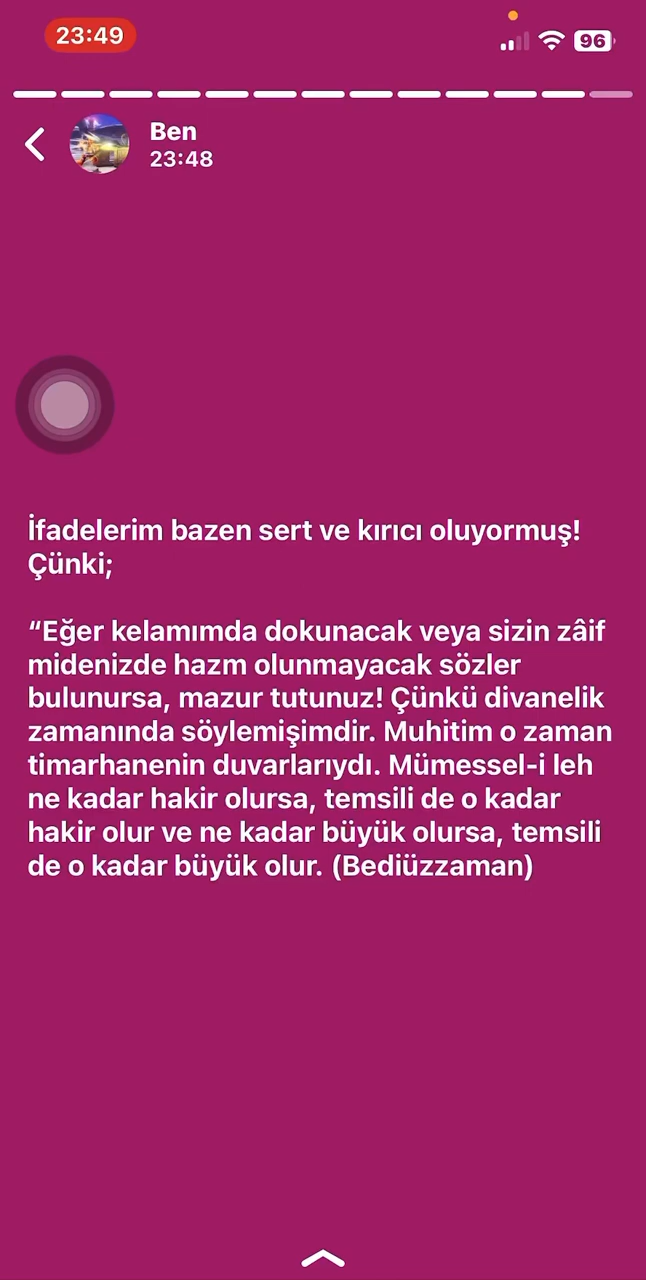 23:49
96
Ben
23:48
İfadelerim bazen sert ve kırıcı oluyormuş!
Çünki;
“Eğer kelamımda dokunacak veya sizin zâif
midenizde hazm olunmayacak sözler
bulunursa, mazur tutunuz! Çünkü divanelik
zamanında söylemişimdir. Muhitim o zaman
timarhanenin duvarlarıydı. Mümessel-i leh
ne kadar hakir olursa, temsili de o kadar
hakir olur ve ne kadar büyük olursa, temsili
de o kadar büyük olur. (Bediüzzaman)